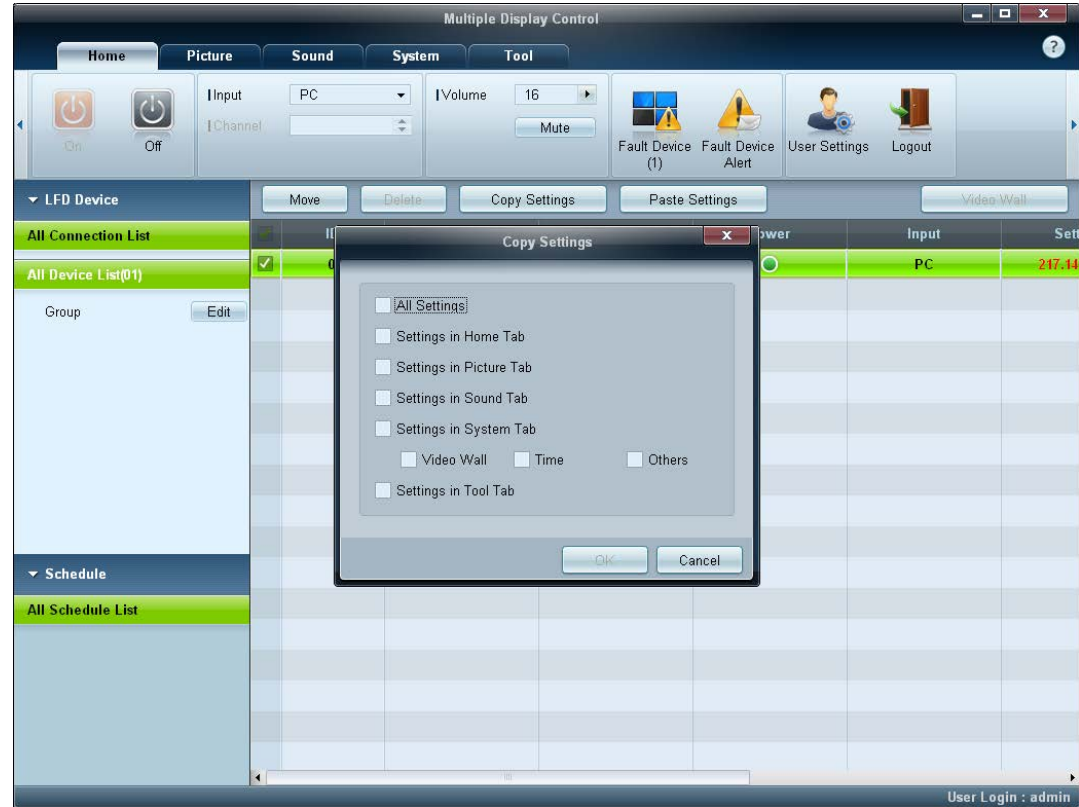 Multiple Display Control
Home Picture Sound System Tool
Input PC Volume 16
On Off Channel Mute
Fault Device (1) Fault Device Alert User Settings Logout
LFD Device Move Delete Copy Settings Paste Settings Video Wall
All Connection List
Copy Settings
Input
All Device List(01)
PC
217.14
Group Edit
All Settings
Settings in Home Tab
Settings in Picture Tab
Settings in Sound Tab
Settings in System Tab
Video Wall Time Others
Settings in Tool Tab
OK Cancel
Schedule
All Schedule List
User Login : admin